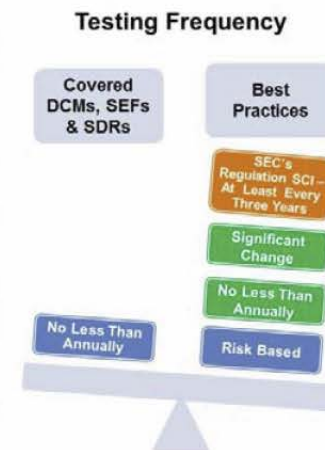 Testing Frequency
Covered
DCMs, SEFs
& SDRs
Best
Practices
SEC's
Regulation SCI –
At Least Every
Three Years
Significant
Change
No Less Than
Annually
No Less Than
Annually
Risk Based